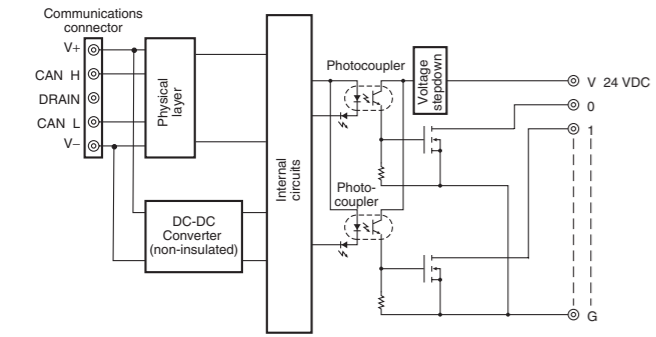 Communications
connector
V+
CAN H
DRAIN
CAN L
V−
Physical
layer
DC-DC
Converter
(non-insulated)
Internal
circuits
Photocoupler
Voltage
stepdown
Photo-
coupler
V 24 VDC
0
1
G